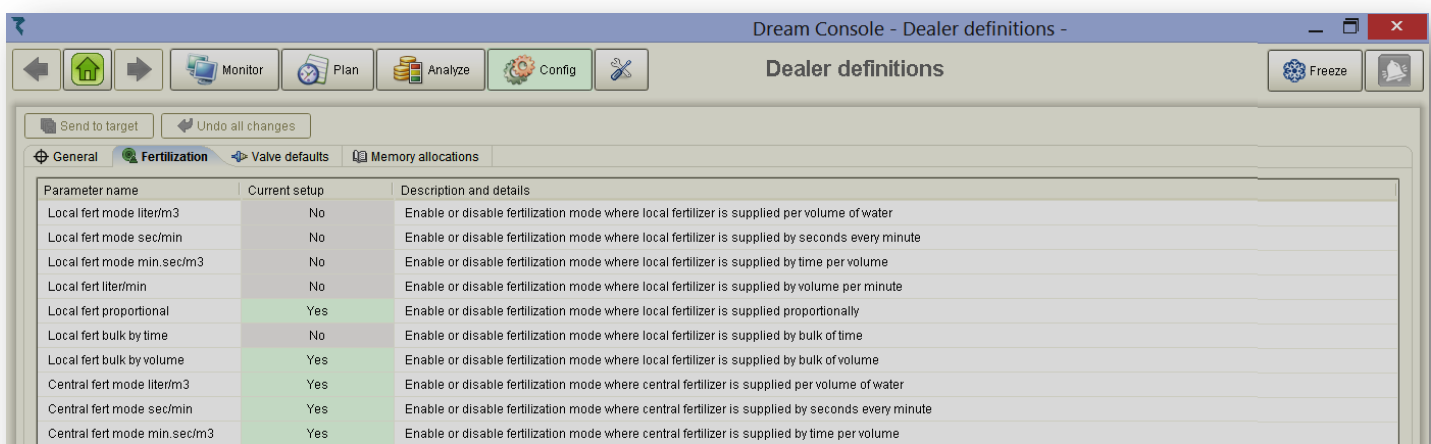 Dream Console - Dealer definitions -
Monitor Plan Analyze Config Dealer definitions Freeze
Send to target Undo all changes
General Fertilization Valve defaults Memory allocations
Parameter name Current setup Description and details
Local fert mode liter/m3 No Enable or disable fertilization mode where local fertilizer is supplied per volume of water
Local fert mode sec/min No Enable or disable fertilization mode where local fertilizer is supplied by seconds every minute
Local fert mode min.sec/m3 No Enable or disable fertilization mode where local fertilizer is supplied by time per volume
Local fert liter/min No Enable or disable fertilization mode where local fertilizer is supplied by volume per minute
Local fert proportional Yes Enable or disable fertilization mode where local fertilizer is supplied proportionally
Local fert bulk by time No Enable or disable fertilization mode where local fertilizer is supplied by bulk of time
Local fert bulk by volume Yes Enable or disable fertilization mode where local fertilizer is supplied by bulk of volume
Central fert mode liter/m3 Yes Enable or disable fertilization mode where central fertilizer is supplied per volume of water
Central fert mode sec/min Yes Enable or disable fertilization mode where central fertilizer is supplied by seconds every minute
Central fert mode min.sec/m3 Yes Enable or disable fertilization mode where central fertilizer is supplied by time per volume